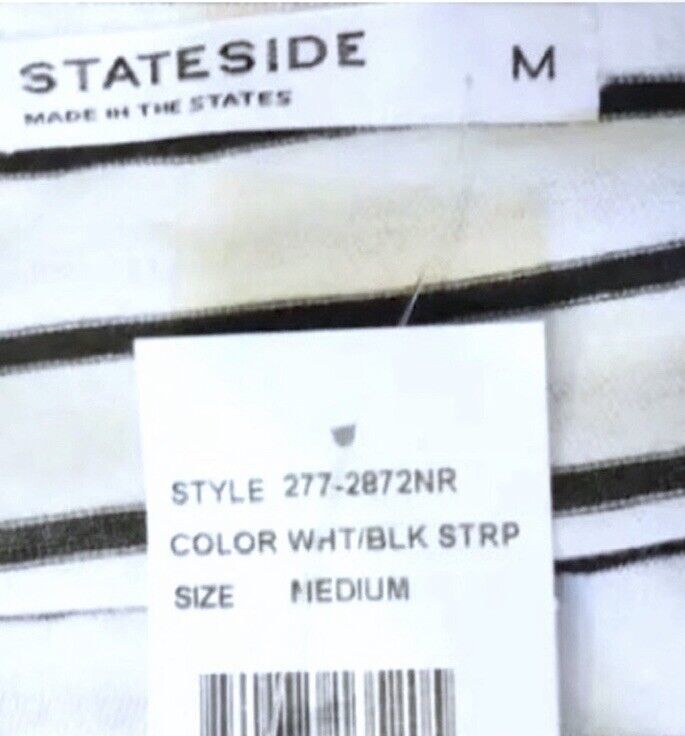 STATESIDE M
MADE IN THE STATES
STYLE 277-2872NR
COLOR WHT/BLK STRP
SIZE MEDIUM